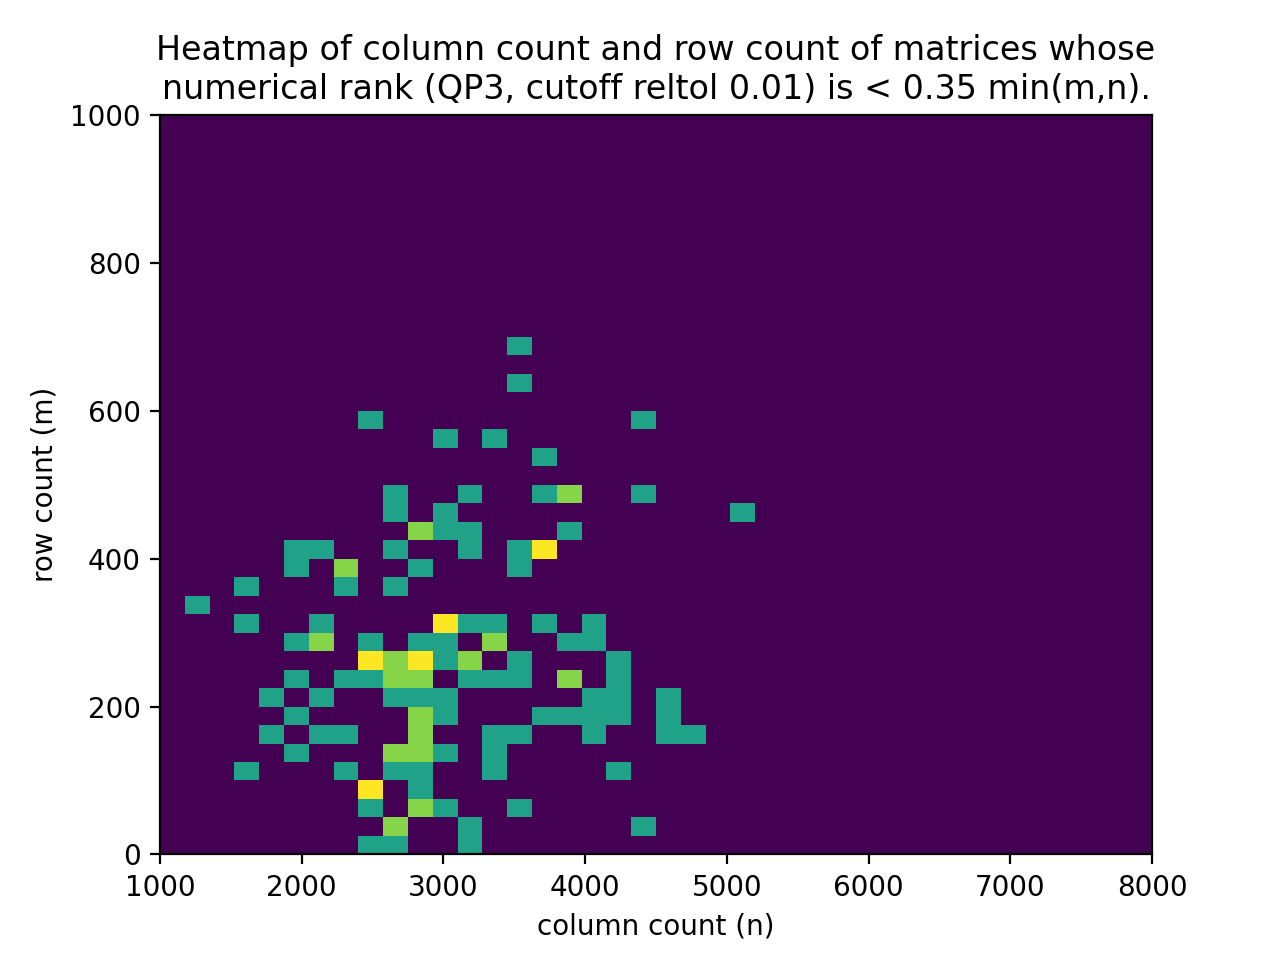 Heatmap of column count and row count of matrices whose
numerical rank (QP3, cutoff reltol 0.01) is < 0.35 min(m,n).
1000
800
600
400
200
0
row count (m)
1000 2000 3000 4000 5000 6000 7000 8000
column count (n)